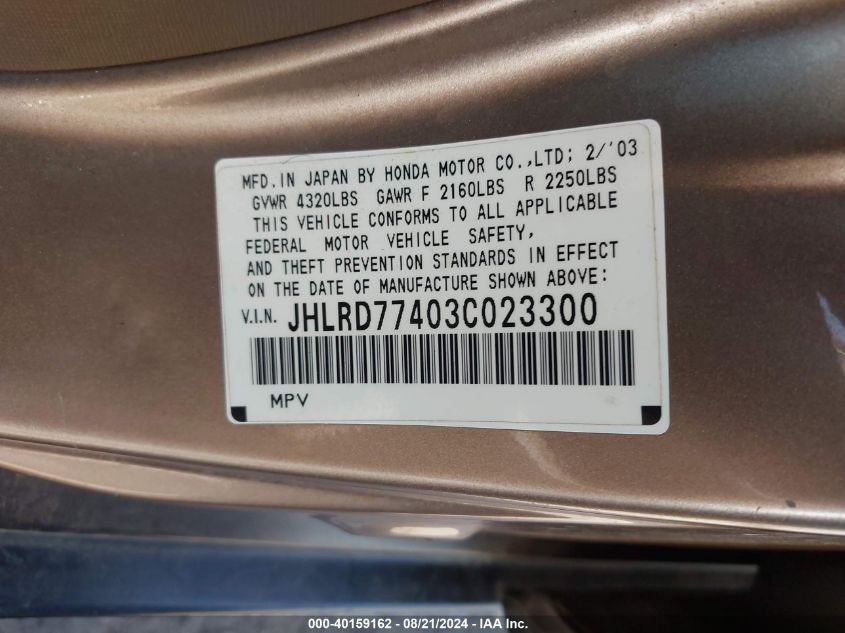 MFD.IN JAPAN BY HONDA MOTOR CO.,LTD; 2/'03
GVWR 4320LBS GAWR F 2160LBS R 2250LBS
THIS VEHICLE CONFORMS TO ALL APPLICABLE
FEDERAL MOTOR VEHICLE SAFETY,
AND THEFT PREVENTION STANDARDS IN EFFECT
ON THE DATE OF MANUFACTURE SHOWN ABOVE:
V.I.N. JHLRD77403C023300
MPV
000-40159162 - 08/21/2024 - IAA Inc.